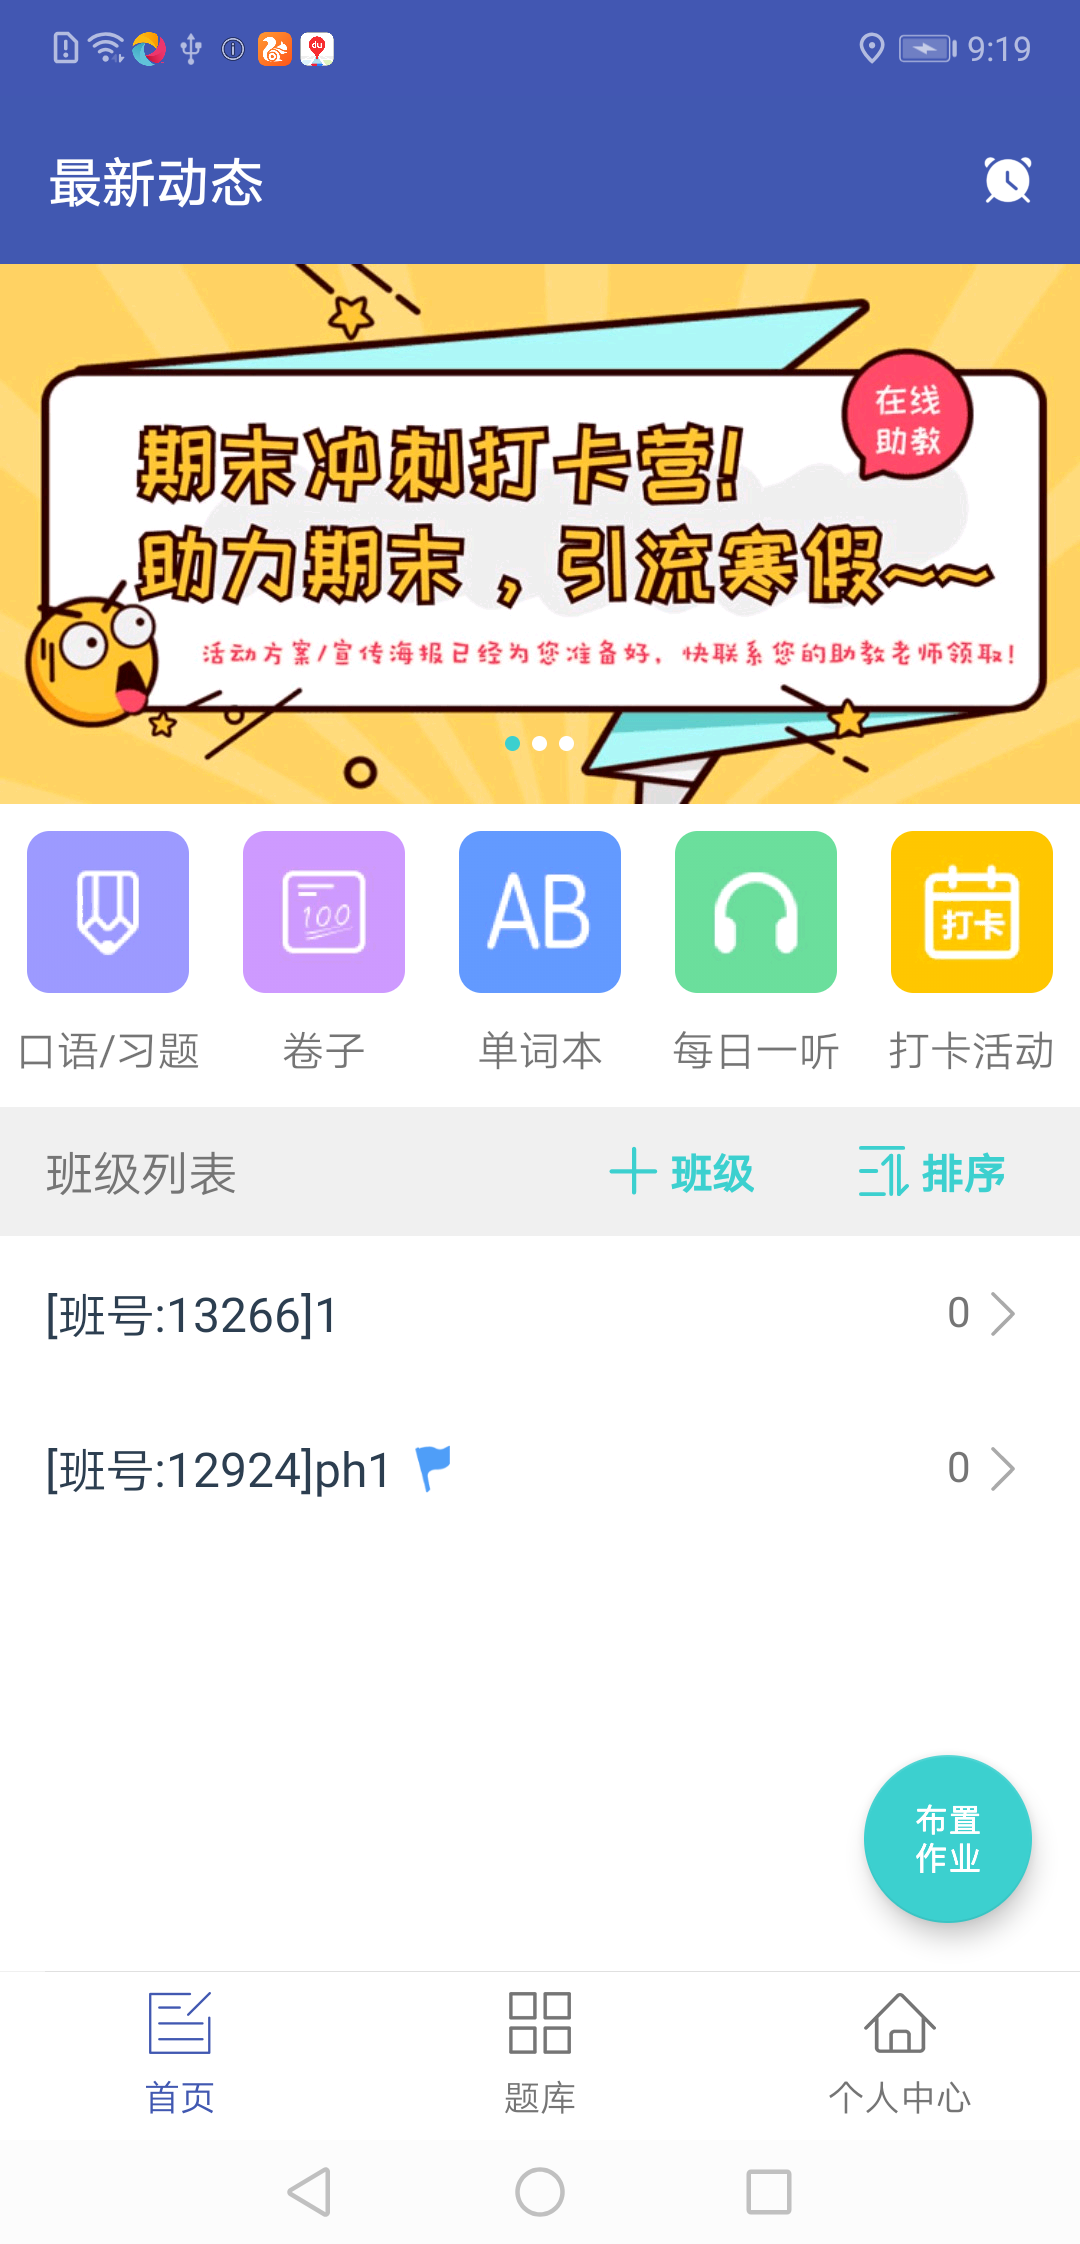 9:19
最新动态
在线
助教
期末冲刺打卡营!
助力期末，引流寒假~~
活动方案/宣传海报已经为您准备好，快联系您的助教老师领取!
100
AB
打卡
口语/习题
卷子
单词本
每日一听
打卡活动
班级列表
班级
排序
[班号:13266]1
0
[班号:12924]ph1
0
布置
作业
首页
题库
个人中心